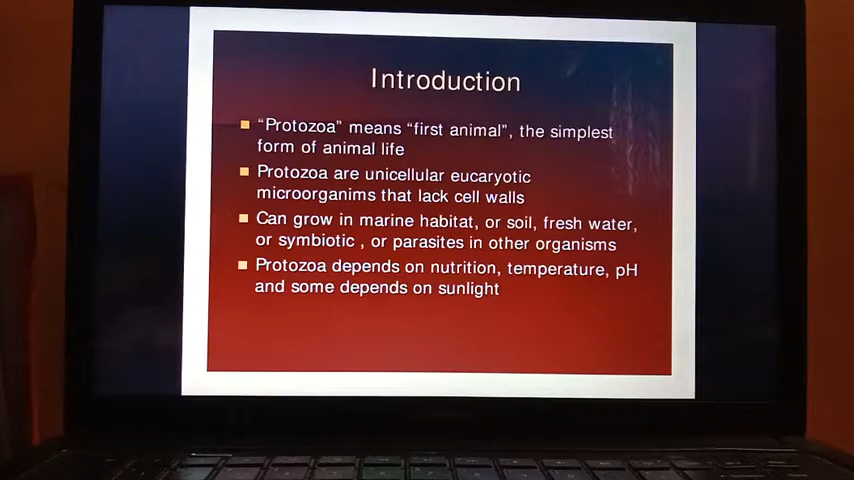 Introduction
"Protozoa" means "first animal", the simplest
form of animal life
Protozoa are unicellular eucaryotic
microorganims that lack cell walls
Can grow in marine habitat, or soil, fresh water,
or symbiotic , or parasites in other organisms
Protozoa depends on nutrition, temperature, pH
and some depends on sunlight